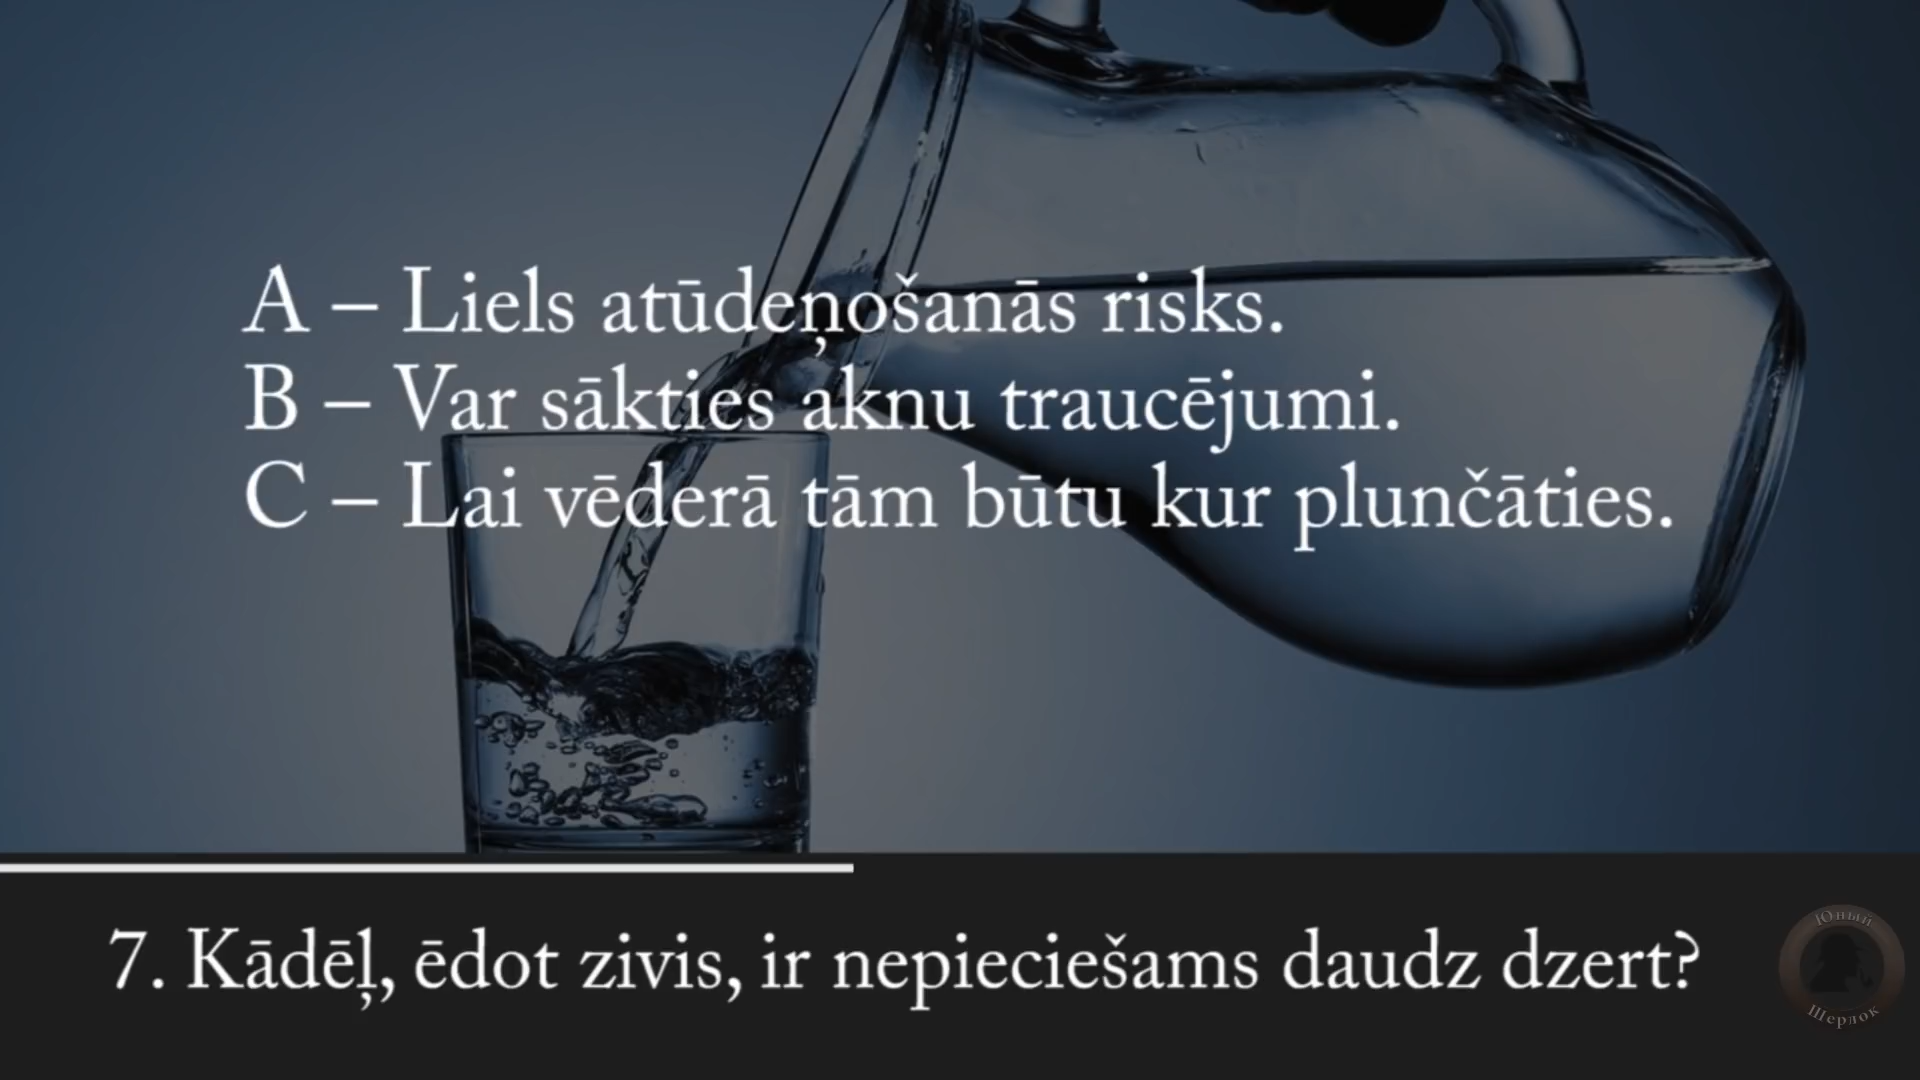 A – Liels atūdeņošanās risks.
B – Var sākties aknu traucējumi.
C – Lai vēderā tām būtu kur plunčāties.
7. Kādēļ, ēdot zivis, ir nepieciešams daudz dzert?
Юный
Шерлок